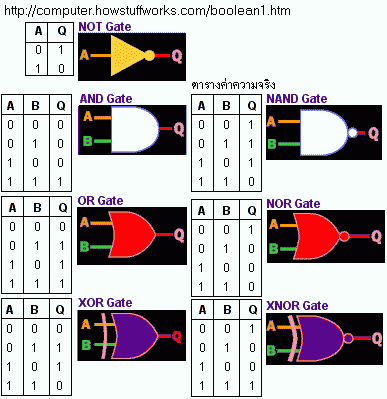 http://computer.howstuffworks.com/boolean1.htm
NOT Gate
A Q
0 1
1 0
A Q
AND Gate
A B Q
0 0 0
0 1 0
1 0 0
1 1 1
A
B
Q
ตารางค่าความจริง
NAND Gate
A B Q
0 0 1
0 1 1
1 0 1
1 1 0
A
B
Q
OR Gate
A B Q
0 0 0
0 1 1
1 0 1
1 1 1
A
B
Q
NOR Gate
A B Q
0 0 1
0 1 0
1 0 0
1 1 0
A
B
Q
XOR Gate
A B Q
0 0 0
0 1 1
1 0 1
1 1 0
A
B
Q
XNOR Gate
A B Q
0 0 1
0 1 0
1 0 0
1 1 1
A
B
Q